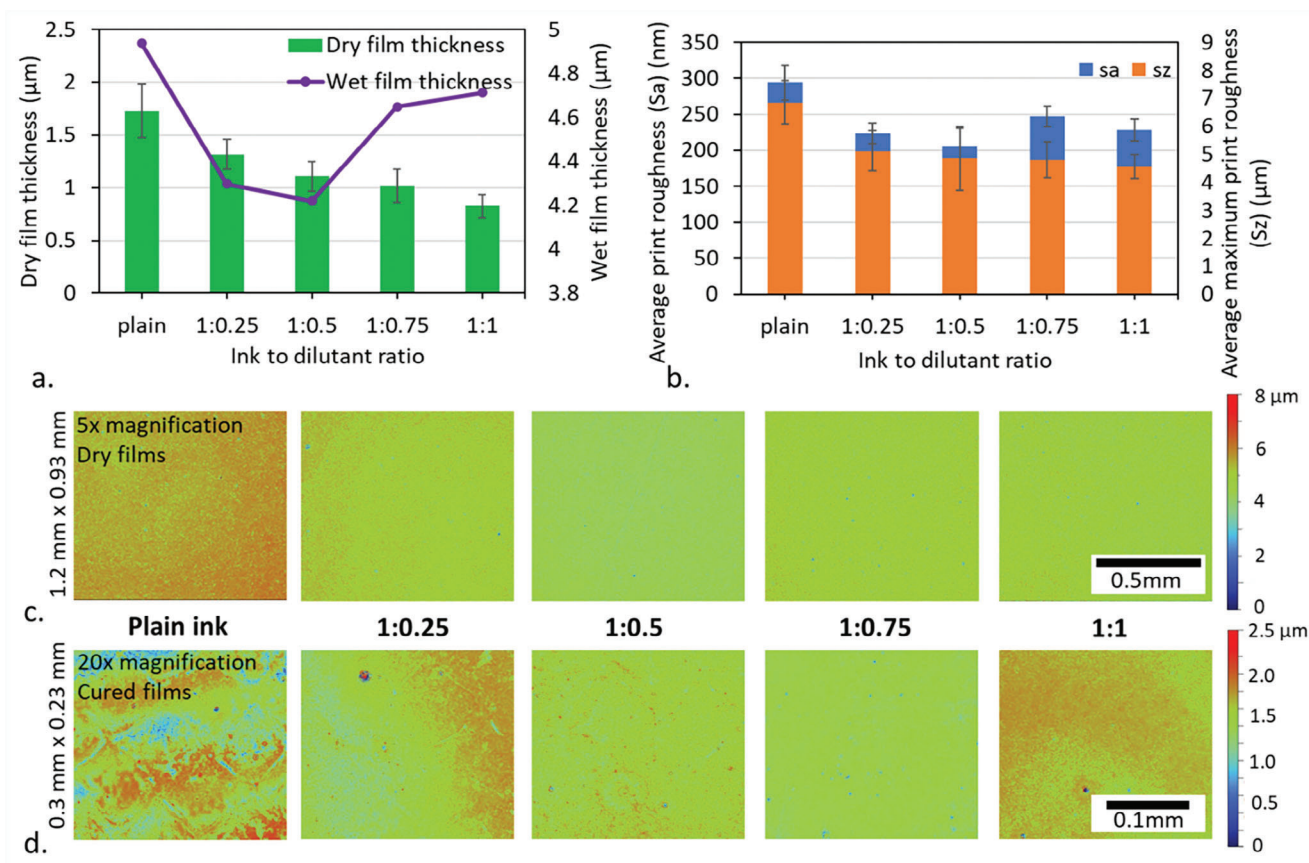 2.5
2
1.5
1
0.5
0
Dry film thickness (µm)
Dry film thickness
Wet film thickness
5
4.8
4.6
4.4
4.2
4
3.8
Wet film thickness (µm)
plain 1:0.25 1:0.5 1:0.75 1:1
Ink to dilutant ratio
a.
350
300
250
200
150
100
50
0
Average print roughness (Sa) (nm)
sa sz
9
8
7
6
5
4
3
2
1
0
Average maximum print roughness
(Sz) (µm)
plain 1:0.25 1:0.5 1:0.75 1:1
Ink to dilutant ratio
b.
1.2 mm x 0.93 mm
5x magnification
Dry films
0.5mm
8 µm
6
4
2
0
c.
Plain ink 1:0.25 1:0.5 1:0.75 1:1
0.3 mm x 0.23 mm
20x magnification
Cured films
0.1mm
2.5 µm
2.0
1.5
1.0
0.5
0
d.